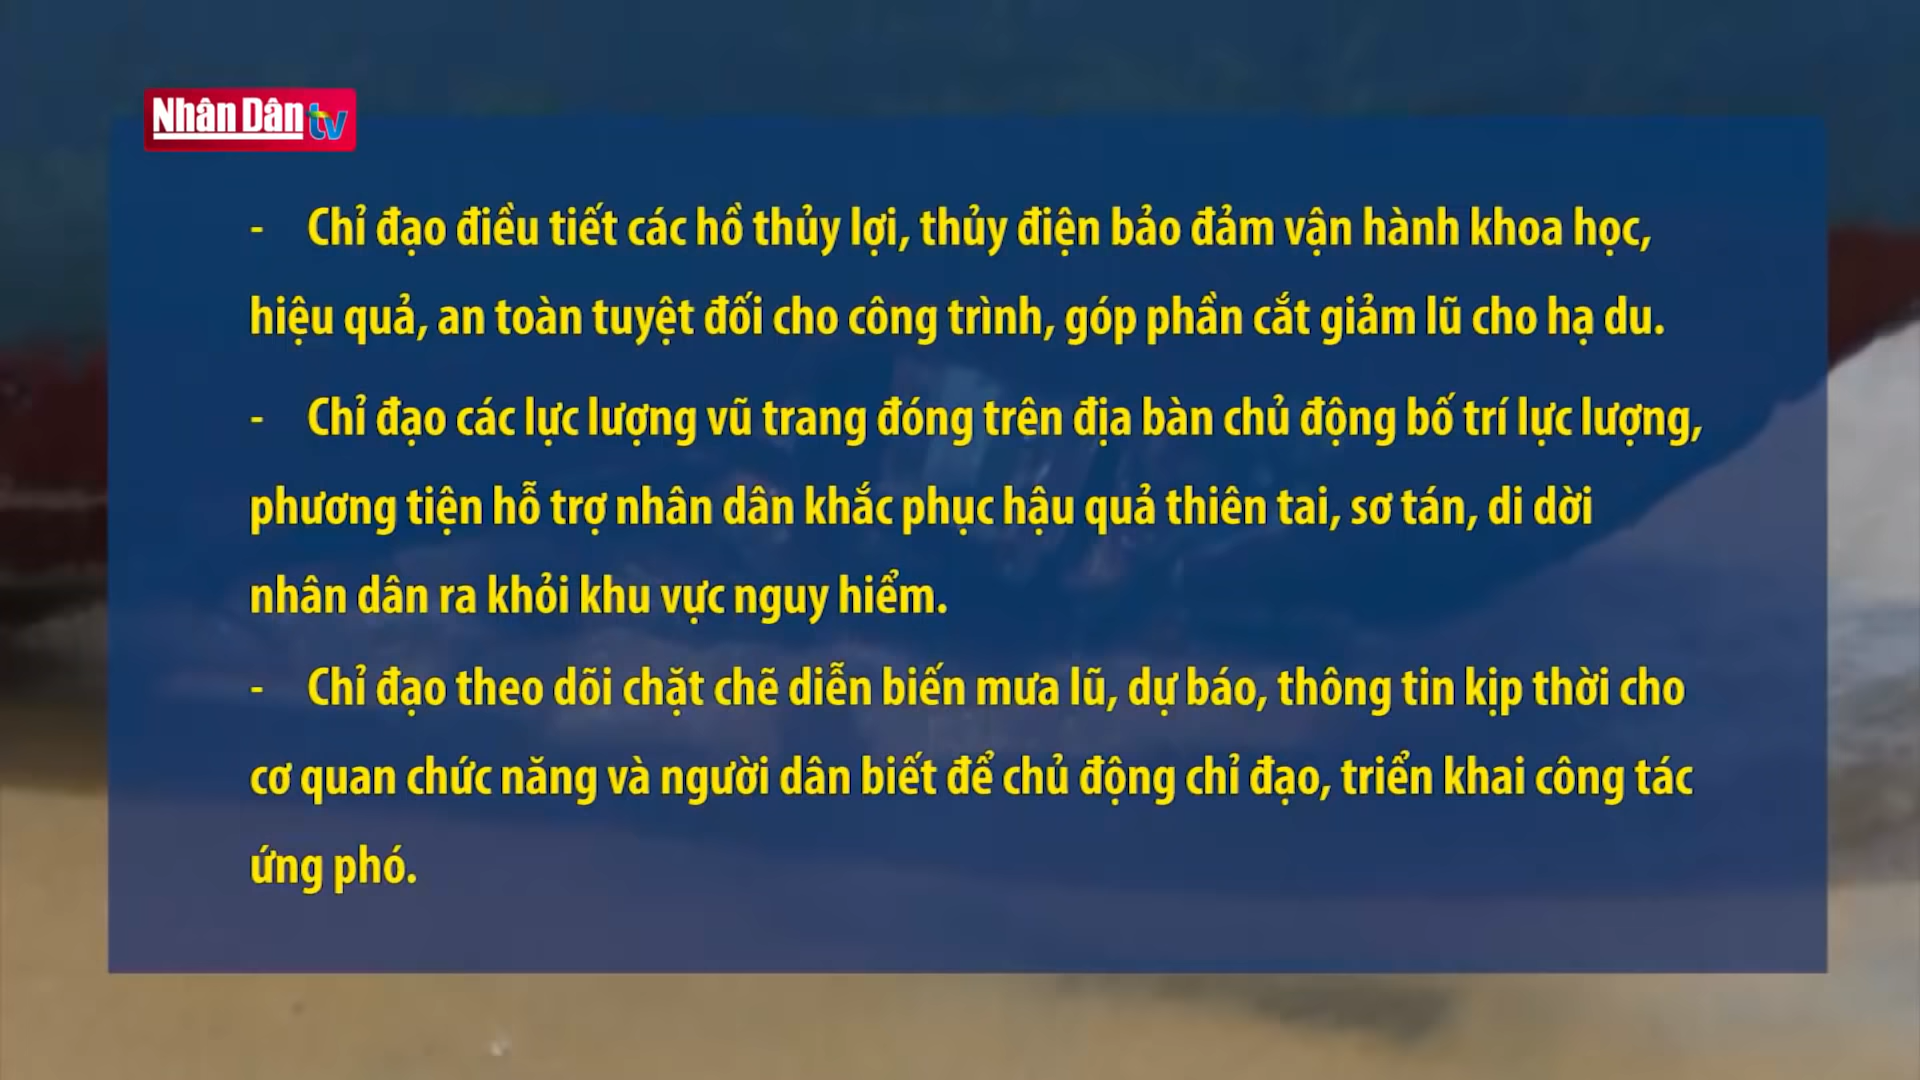 Nhân Dân tv
- Chỉ đạo điều tiết các hồ thủy lợi, thủy điện bảo đảm vận hành khoa học,
hiệu quả, an toàn tuyệt đối cho công trình, góp phần cắt giảm lũ cho hạ du.
- Chỉ đạo các lực lượng vũ trang đóng trên địa bàn chủ động bố trí lực lượng,
phương tiện hỗ trợ nhân dân khắc phục hậu quả thiên tai, sơ tán, di dời
nhân dân ra khỏi khu vực nguy hiểm.
- Chỉ đạo theo dõi chặt chẽ diễn biến mưa lũ, dự báo, thông tin kịp thời cho
cơ quan chức năng và người dân biết để chủ động chỉ đạo, triển khai công tác
ứng phó.